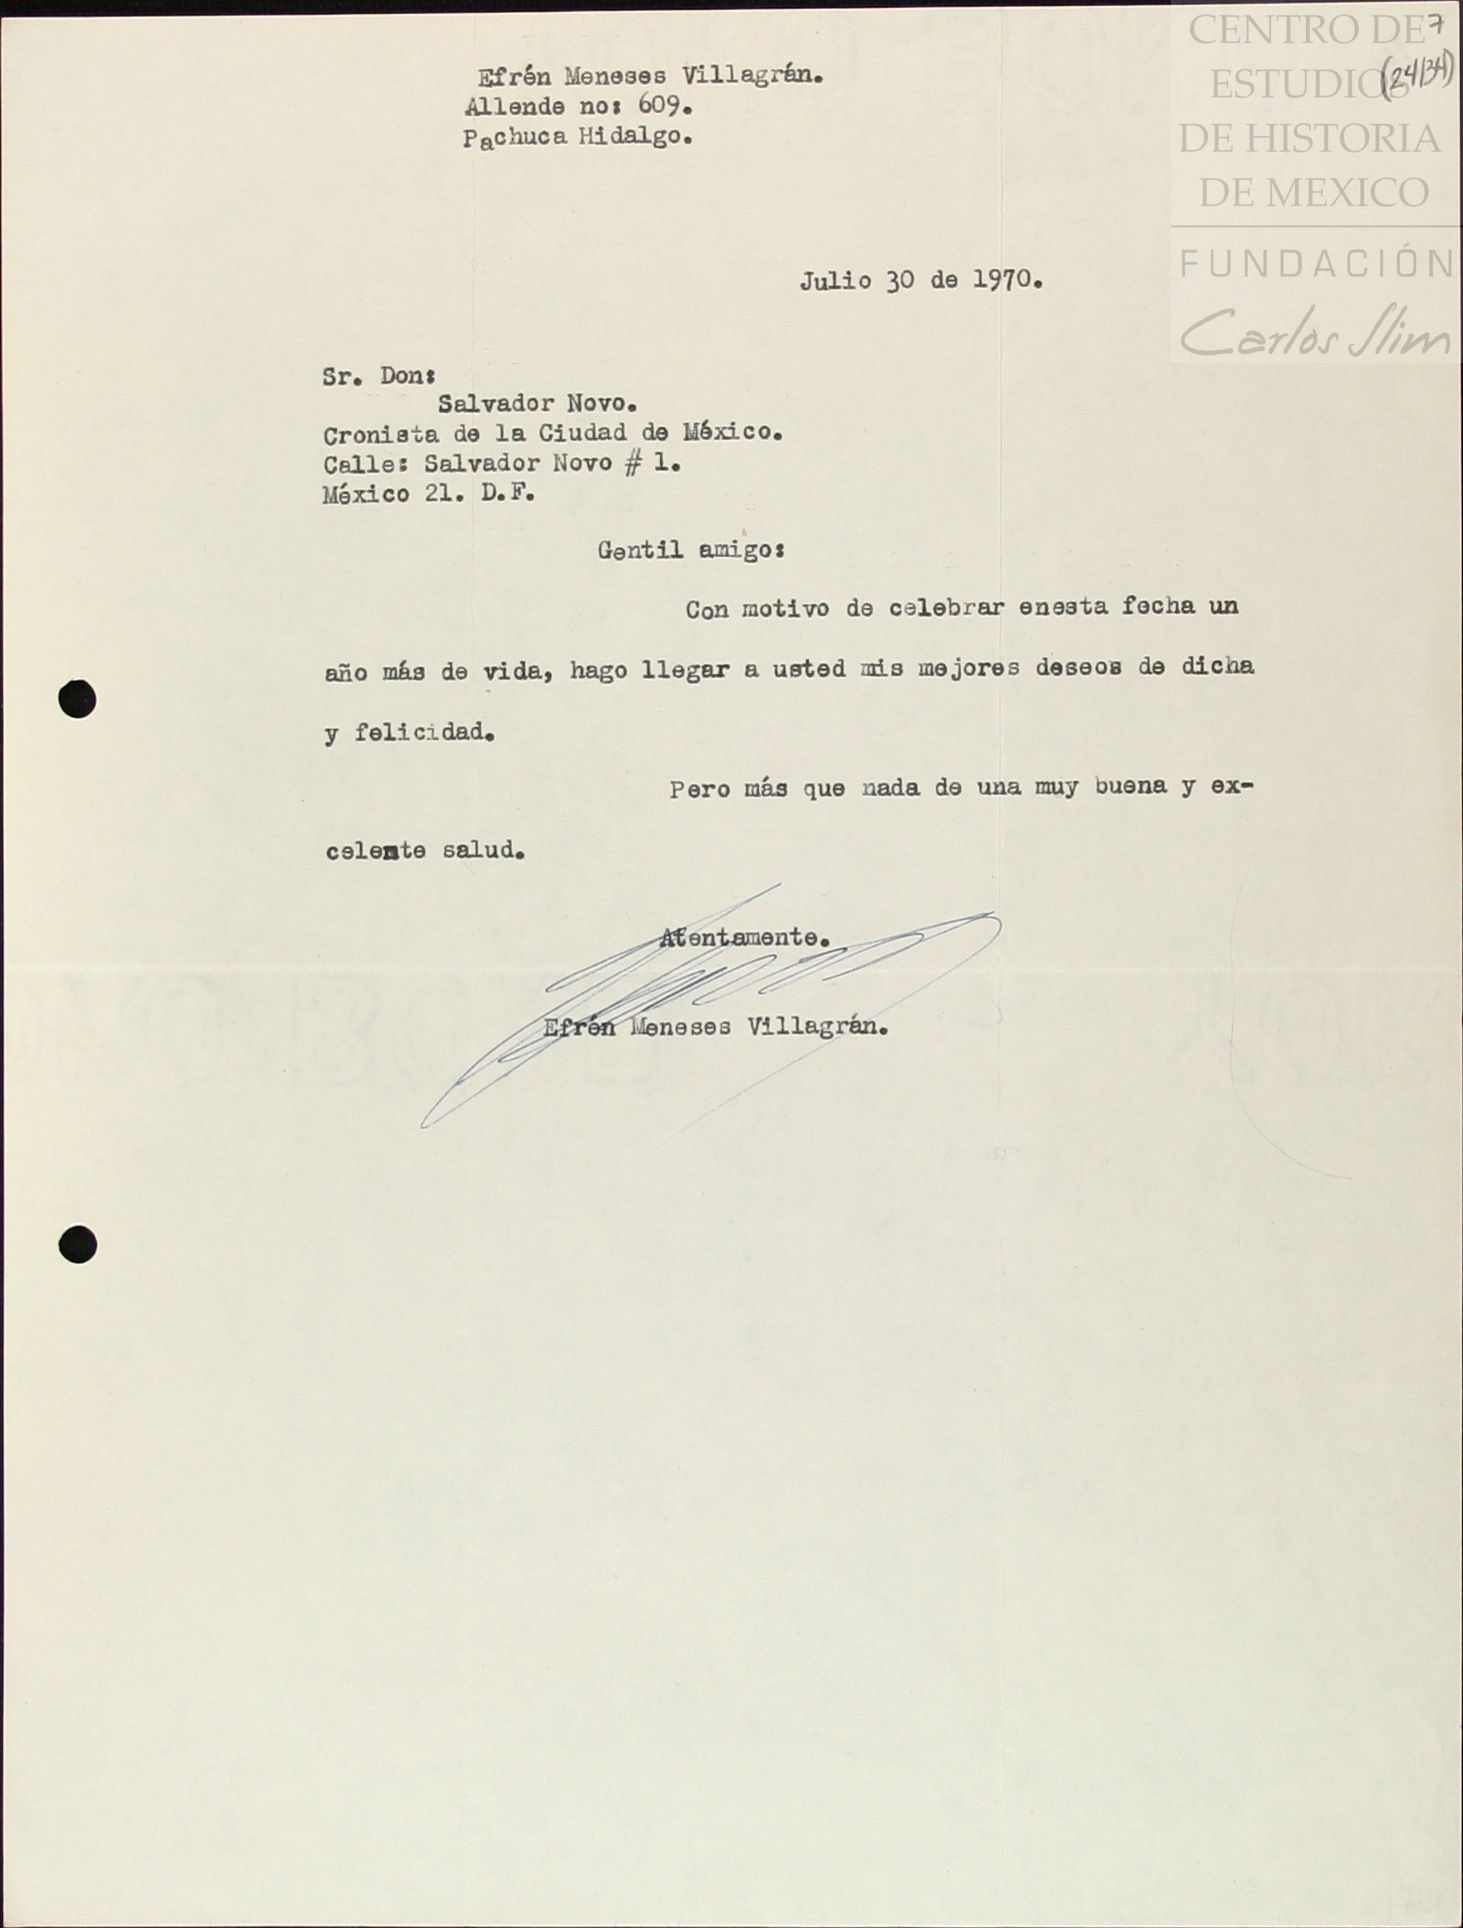 CENTRO DE
ESTUDIOS
DE HISTORIA
DE MEXICO
FUNDACIÓN
Carlos Slim
7
(24/34)
Efrén Meneses Villagrán.
Allende no: 609.
Pachuca Hidalgo.
Julio 30 de 1970.
Sr. Don:
Salvador Novo.
Cronista de la Ciudad de México.
Calle: Salvador Novo # 1.
México 21. D.F.
Gentil amigo:
Con motivo de celebrar enesta fecha un
año más de vida, hago llegar a usted mis mejores deseos de dicha
y felicidad.
Pero más que nada de una muy buena y ex-
celente salud.
Atentamente.
Efrén Meneses Villagrán.